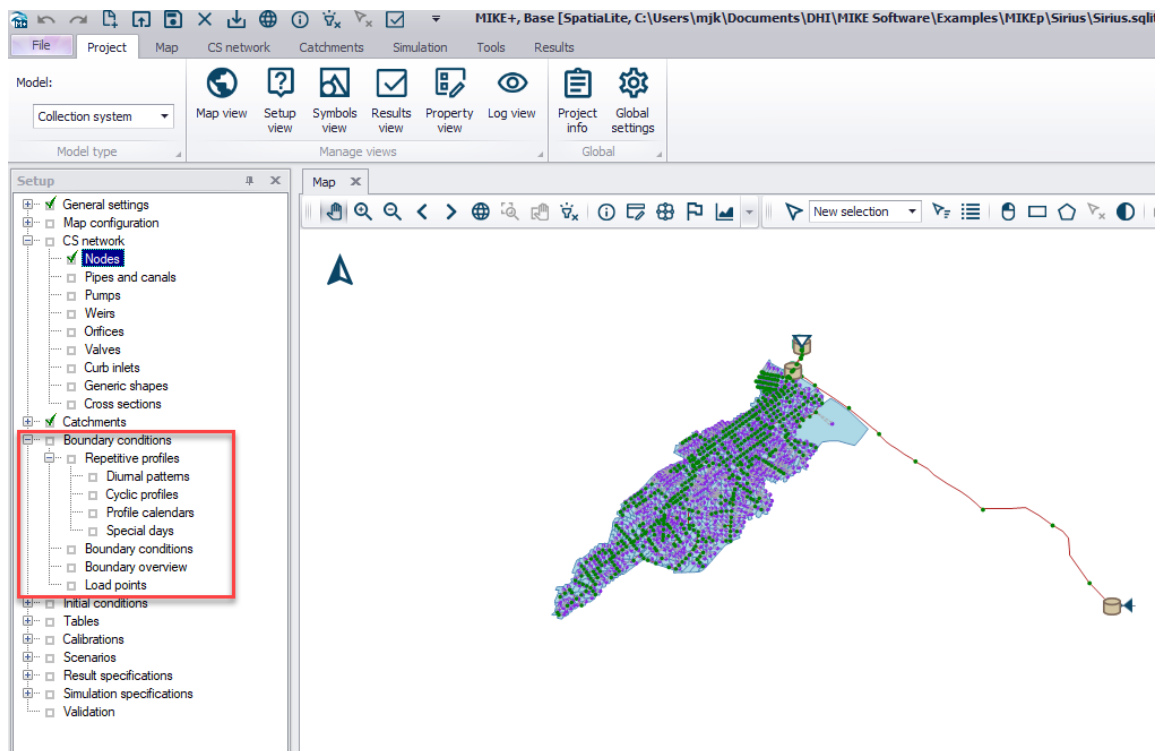 MIKE+, Base [SpatiaLite, C:\Users\mjk\Documents\DHI\MIKE Software\Examples\MIKEp\Sirius\Sirius.sqlit
File Project Map CS network Catchments Simulation Tools Results
Model:
Collection system
Model type
Map view Setup view Symbols view Results view Property view Log view
Manage views
Project info Global settings
Global
Setup
General settings
Map configuration
CS network
Nodes
Pipes and canals
Pumps
Weirs
Orifices
Valves
Curb inlets
Generic shapes
Cross sections
Catchments
Boundary conditions
Repetitive profiles
Diurnal patterns
Cyclic profiles
Profile calendars
Special days
Boundary conditions
Boundary overview
Load points
Initial conditions
Tables
Calibrations
Scenarios
Result specifications
Simulation specifications
Validation
Map
New selection